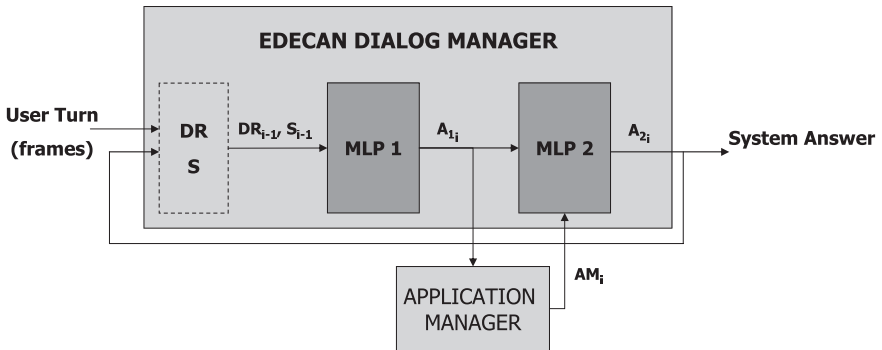 EDECAN DIALOG MANAGER
User Turn
(frames)
DR
S
DRi-1, Si-1
MLP 1
A1i
MLP 2
A2i
System Answer
APPLICATION
MANAGER
AMi